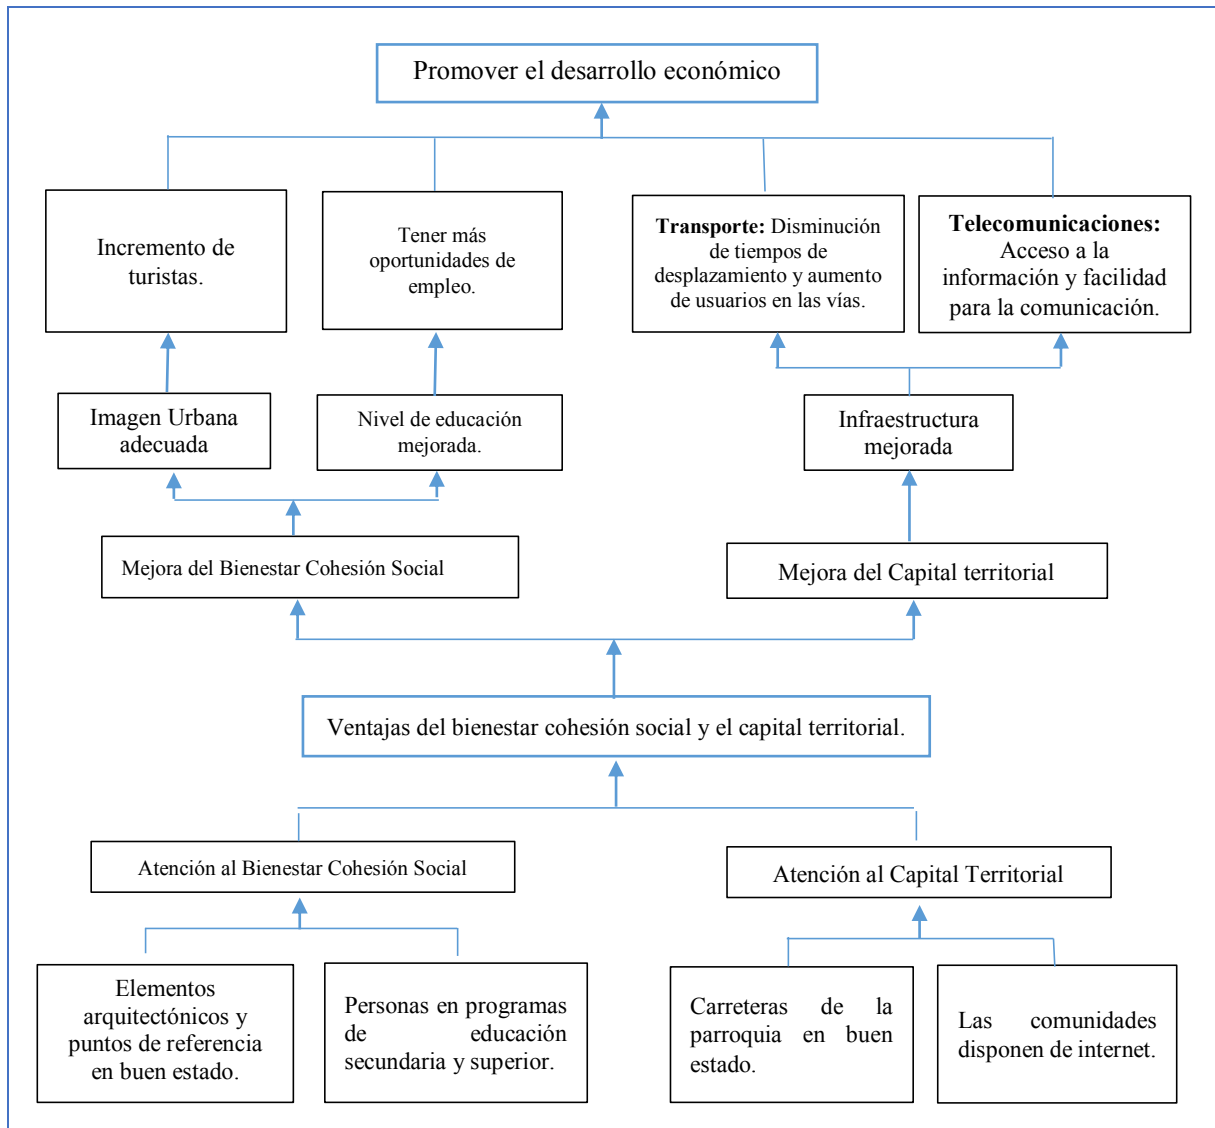 Promover el desarrollo económico
Incremento de
turistas.
Tener más
oportunidades de
empleo.
Transporte: Disminución
de tiempos de
desplazamiento y aumento
de usuarios en las vías.
Telecomunicaciones:
Acceso a la
información y facilidad
para la comunicación.
Imagen Urbana
adecuada
Nivel de educación
mejorada.
Infraestructura
mejorada
Mejora del Bienestar Cohesión Social
Mejora del Capital territorial
Ventajas del bienestar cohesión social y el capital territorial.
Atención al Bienestar Cohesión Social
Atención al Capital Territorial
Elementos
arquitectónicos y
puntos de referencia
en buen estado.
Personas en programas
de educación
secundaria y superior.
Carreteras de la
parroquia en buen
estado.
Las comunidades
disponen de internet.